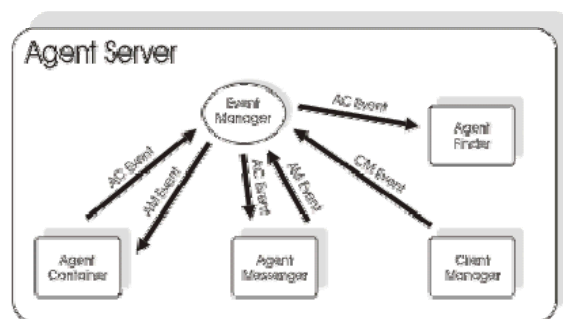 Agent Server
Event
Manager
AC Event
Agent
Finder
AC Event
AM Event
AC Event
AM Event
CM Event
Agent
Container
Agent
Messenger
Client
Manager